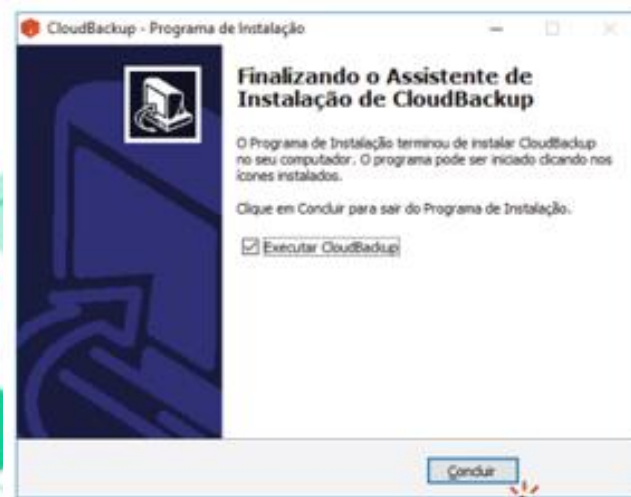 CloudBackup - Programa de Instalação
Finalizando o Assistente de
Instalação de CloudBackup
O Programa de Instalação terminou de instalar CloudBackup
no seu computador. O programa pode ser iniciado clicando nos
ícones instalados.
Clique em Concluir para sair do Programa de Instalação.
Executar CloudBackup
Concluir